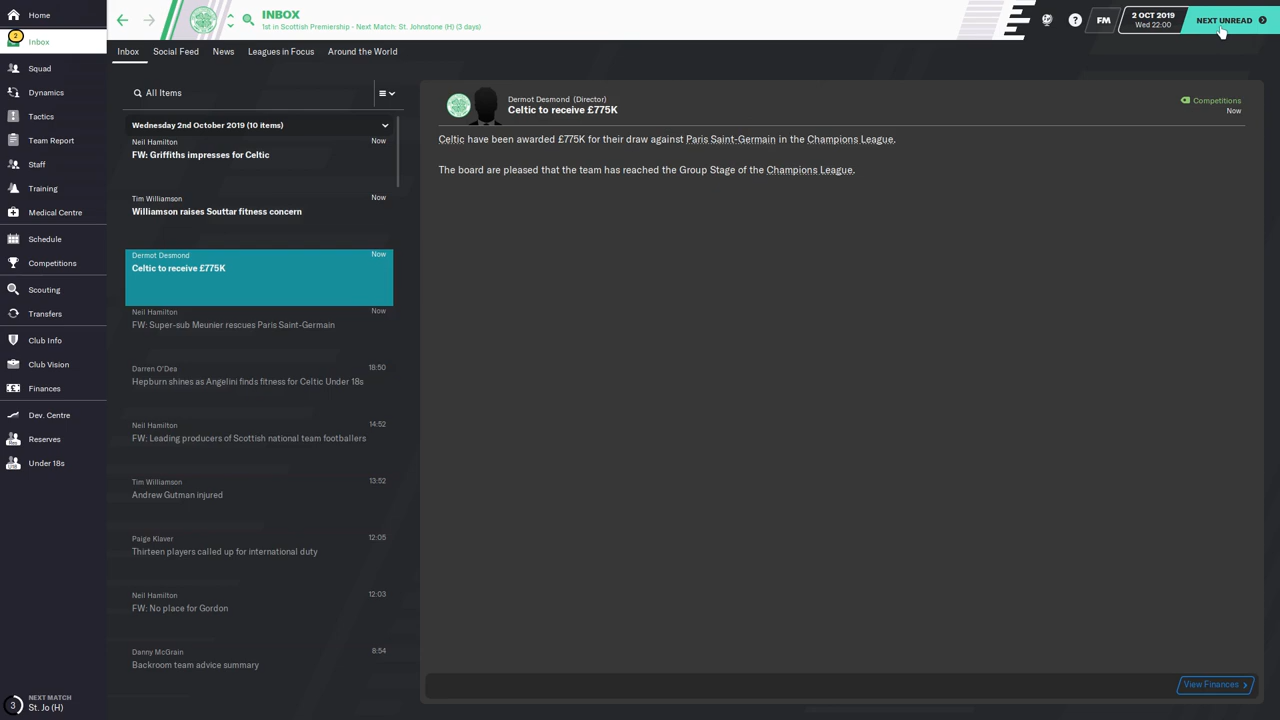 Home
2
Inbox
Squad
Dynamics
Tactics
Team Report
Staff
Training
Medical Centre
Schedule
Competitions
Scouting
Transfers
Club Info
Club Vision
Finances
Dev. Centre
Reserves
Under 18s
3
NEXT MATCH
St. Jo (H)
INBOX
1st in Scottish Premiership - Next Match: St. Johnstone (H) (3 days)
?
FM
2 OCT 2019
Wed 22:00
NEXT UNREAD
Inbox Social Feed News Leagues in Focus Around the World
All Items
Wednesday 2nd October 2019 (10 items)
Neil Hamilton Now
FW: Griffiths impresses for Celtic
Tim Williamson Now
Williamson raises Souttar fitness concern
Dermot Desmond Now
Celtic to receive £775K
Neil Hamilton Now
FW: Super-sub Meunier rescues Paris Saint-Germain
Darren O'Dea 18:50
Hepburn shines as Angelini finds fitness for Celtic Under 18s
Neil Hamilton 14:52
FW: Leading producers of Scottish national team footballers
Tim Williamson 13:52
Andrew Gutman injured
Paige Klaver 12:05
Thirteen players called up for international duty
Neil Hamilton 12:03
FW: No place for Gordon
Danny McGrain 8:54
Backroom team advice summary
Dermot Desmond (Director)
Celtic to receive £775K
Competitions
Now
Celtic have been awarded £775K for their draw against Paris Saint-Germain in the Champions League.
The board are pleased that the team has reached the Group Stage of the Champions League.
View Finances